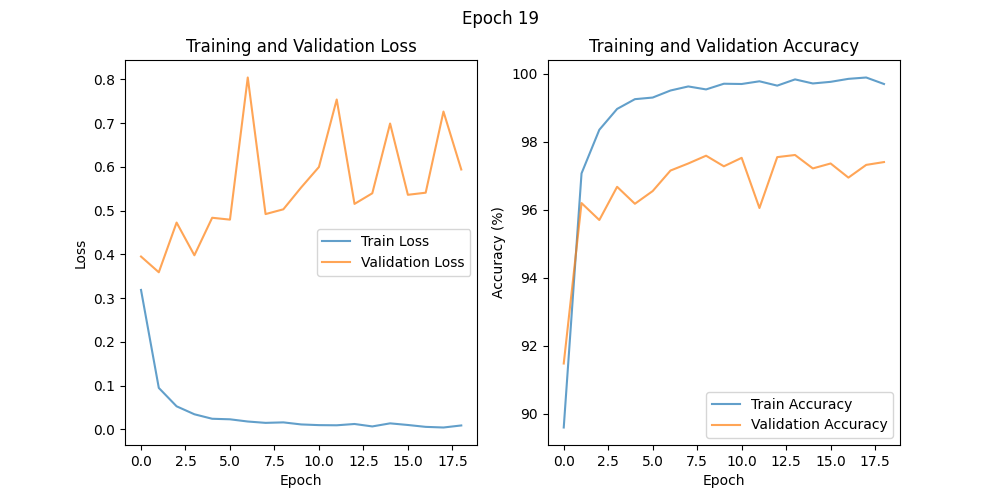 Epoch 19
Training and Validation Loss
0.8
0.7
0.6
0.5
0.4
0.3
0.2
0.1
0.0
Loss
Train Loss
Validation Loss
0.0 2.5 5.0 7.5 10.0 12.5 15.0 17.5
Epoch
Training and Validation Accuracy
100
98
96
94
92
90
Accuracy (%)
Train Accuracy
Validation Accuracy
0.0 2.5 5.0 7.5 10.0 12.5 15.0 17.5
Epoch